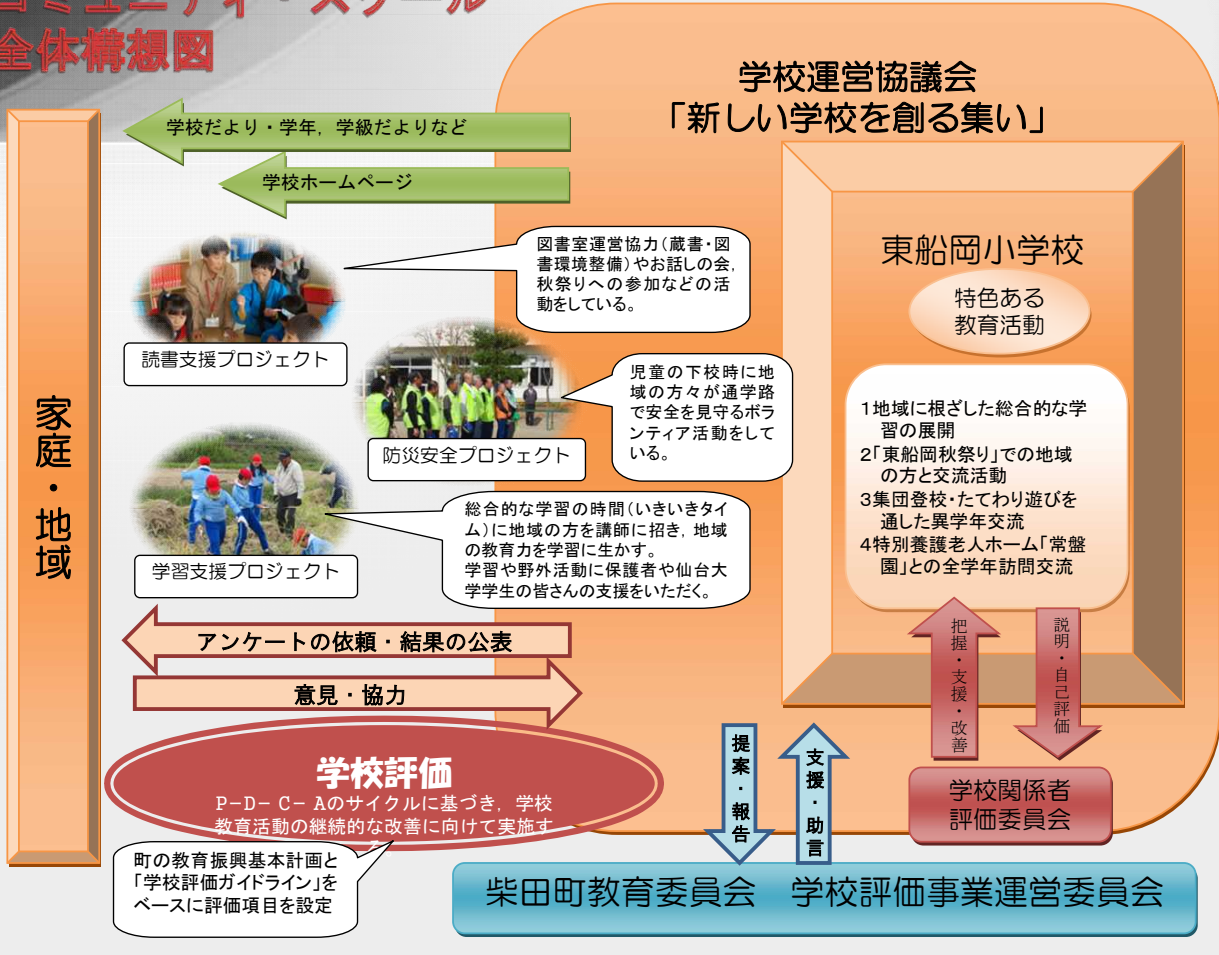 コミュニティ・スクール
全体構想図
学校運営協議会
「新しい学校を創る集い」
学校だより・学年，学級だよりなど
学校ホームページ
家庭・地域
図書室運営協力（蔵書・図
書環境整備）やお話しの会，
秋祭りへの参加などの活
動をしている。
読書支援プロジェクト
児童の下校時に地
域の方々が通学路
で安全を見守るボラ
ンティア活動をして
いる。
防災安全プロジェクト
総合的な学習の時間（いきいきタイ
ム）に地域の方を講師に招き，地域
の教育力を学習に生かす。
学習や野外活動に保護者や仙台大
学学生の皆さんの支援をいただく。
学習支援プロジェクト
東船岡小学校
特色ある
教育活動
1地域に根ざした総合的な学
習の展開
2「東船岡秋祭り」での地域
の方と交流活動
3集団登校・たてわり遊びを
通した異学年交流
4特別養護老人ホーム「常盤
園」との全学年訪問交流
把握・支援・改善
説明・自己評価
学校関係者
評価委員会
アンケートの依頼・結果の公表
意見・協力
学校評価
P－D－C－Aのサイクルに基づき，学校
教育活動の継続的な改善に向けて実施す
町の教育振興基本計画と
「学校評価ガイドライン」を
ベースに評価項目を設定
提案・報告
支援・助言
柴田町教育委員会　学校評価事業運営委員会